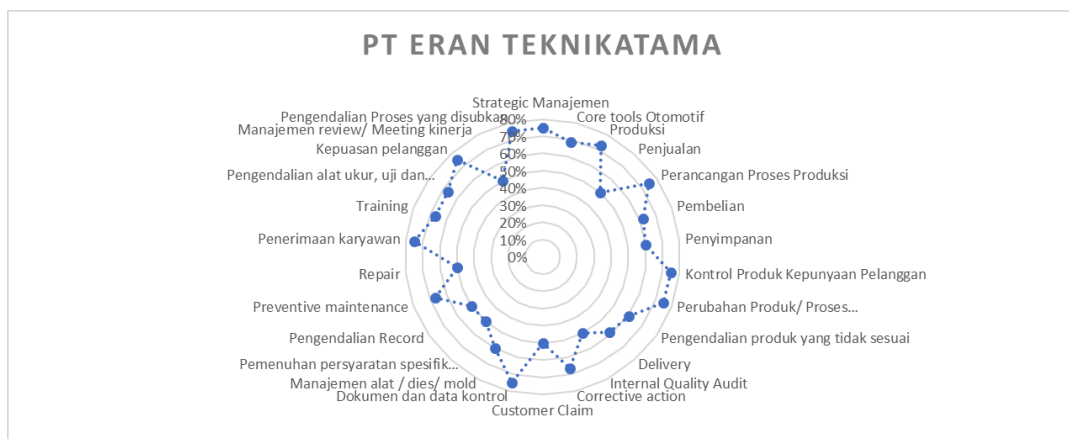 PT ERAN TEKNIKATAMA
Strategic Manajemen
Core tools Otomotif
Produksi
Penjualan
Perancangan Proses Produksi
Pembelian
Penyimpanan
Kontrol Produk Kepunyaan Pelanggan
Perubahan Produk/ Proses...
Pengendalian produk yang tidak sesuai
Delivery
Internal Quality Audit
Corrective action
Customer Claim
Dokumen dan data kontrol
Manajemen alat / dies/ mold
Pemenuhan persyaratan spesifik...
Pengendalian Record
Preventive maintenance
Repair
Penerimaan karyawan
Training
Pengendalian alat ukur, uji dan...
Kepuasan pelanggan
Manajemen review/ Meeting kinerja
Pengendalian Proses yang disubkan
80%
70%
60%
50%
40%
30%
20%
10%
0%